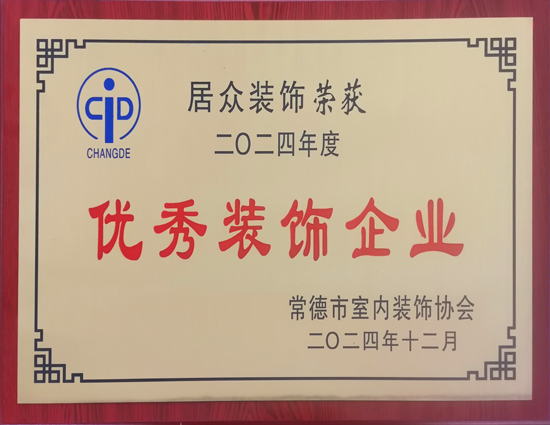 CID
CHANGDE
居众装饰荣获
二〇二四年度
优秀装饰企业
常德市室内装饰协会
二〇二四年十二月